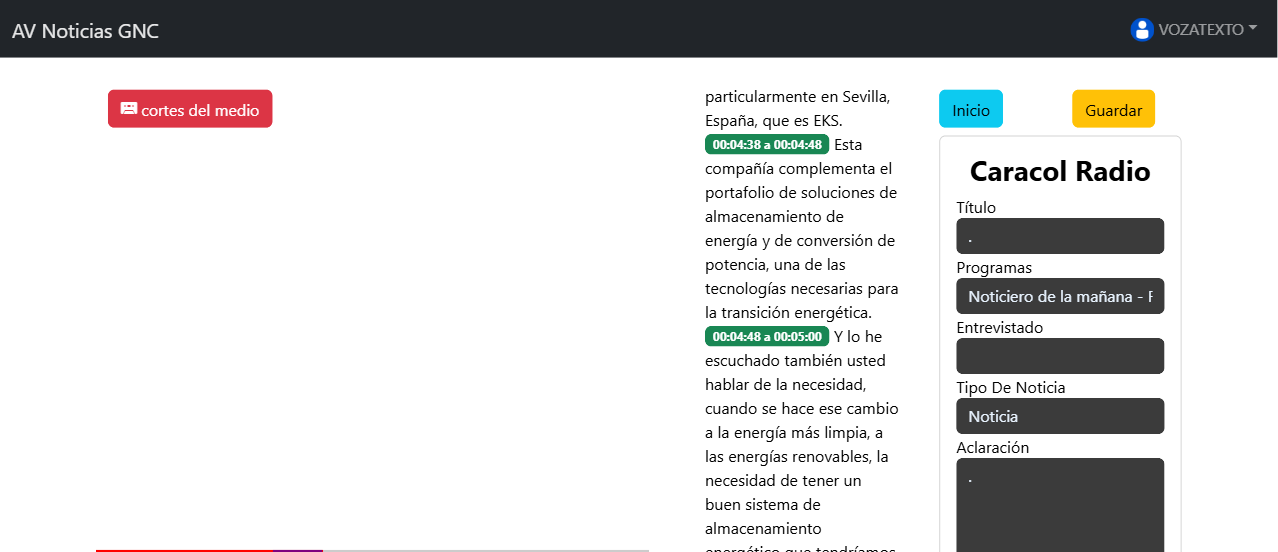 AV Noticias GNC
VOZATEXTO
cortes del medio
particularmente en Sevilla,
España, que es EKS.
00:04:38 a 00:04:48 Esta
compañía complementa el
portafolio de soluciones de
almacenamiento de
energía y de conversión de
potencia, una de las
tecnologías necesarias para
la transición energética.
00:04:48 a 00:05:00 Y lo he
escuchado también usted
hablar de la necesidad,
cuando se hace ese cambio
a la energía más limpia, a
las energías renovables, la
necesidad de tener un
buen sistema de
almacenamiento
energético que tendríamos
Inicio
Guardar
Caracol Radio
Título
.
Programas
Noticiero de la mañana -
Entrevistado
Tipo De Noticia
Noticia
Aclaración
.